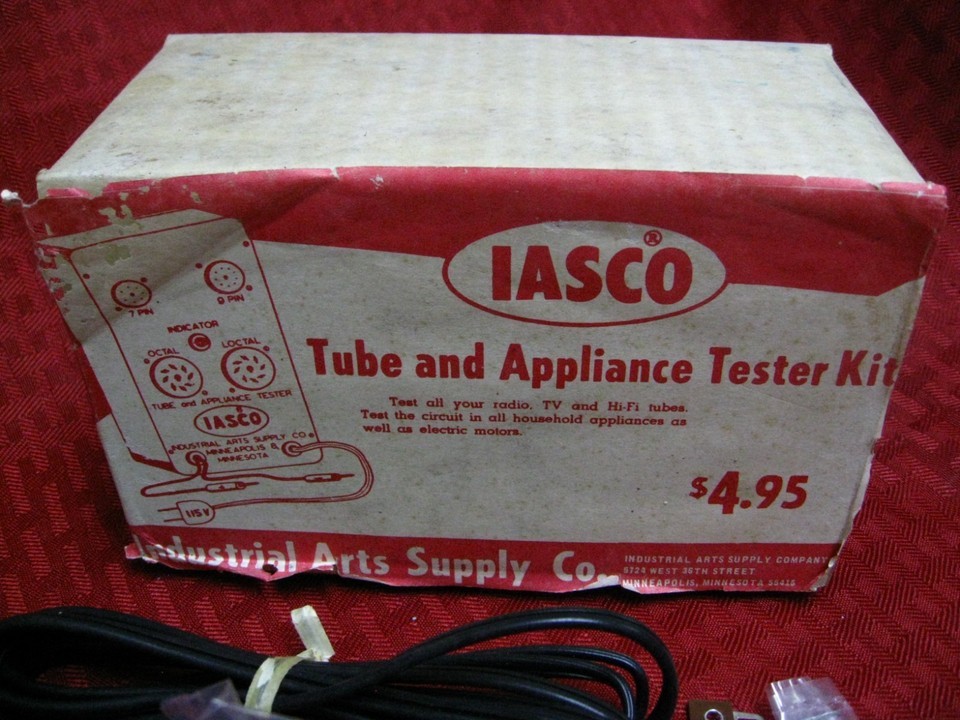 IASCO®
Tube and Appliance Tester Kit
Test all your radio, TV and Hi-Fi tubes.
Test the circuit in all household appliances as
well as electric motors.
$4.95
7 PIN
9 PIN
INDICATOR
OCTAL
LOCTAL
TUBE and APPLIANCE TESTER
IASCO
INDUSTRIAL ARTS SUPPLY CO.
MINNEAPOLIS 8,
MINNESOTA
115V
Industrial Arts Supply Co.
INDUSTRIAL ARTS SUPPLY COMPANY
5724 WEST 36TH STREET
MINNEAPOLIS, MINNESOTA 55416